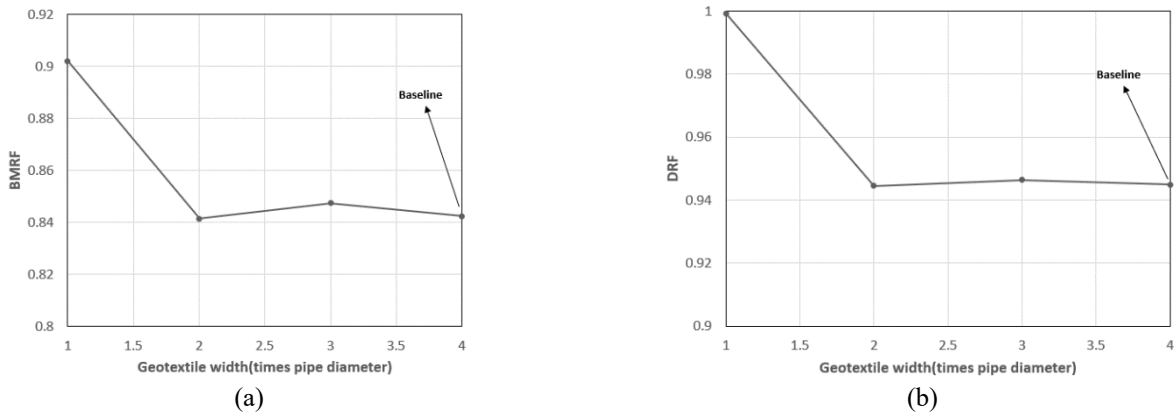 0.92
0.9
0.88
0.86
0.84
0.82
0.8
BMRF
Baseline
1 1.5 2 2.5 3 3.5 4
Geotextile width(times pipe diameter)
(a)
1
0.98
0.96
0.94
0.92
0.9
DRF
Baseline
1 1.5 2 2.5 3 3.5 4
Geotextile width(times pipe diameter)
(b)